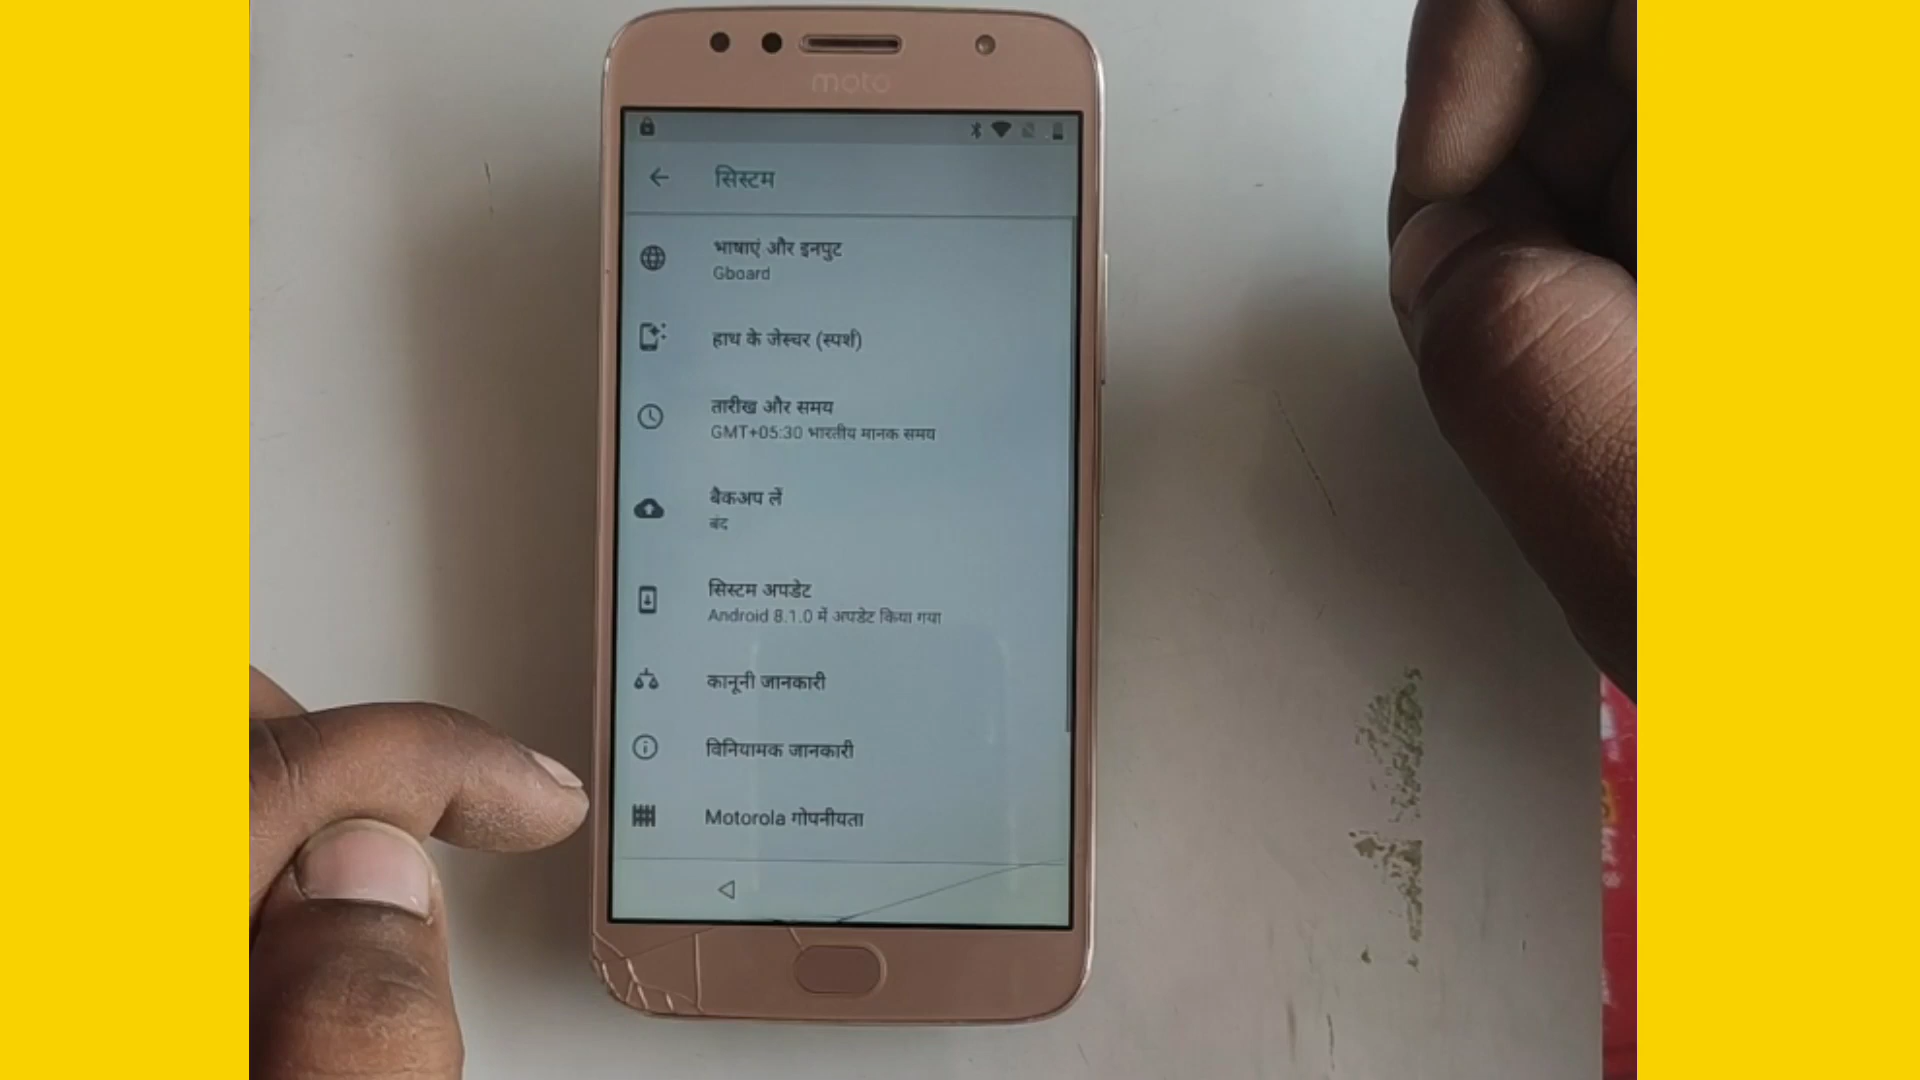 moto
सिस्टम
भाषाएं और इनपुट
Gboard
हाथ के जेस्चर (स्पर्श)
तारीख और समय
GMT+05:30 भारतीय मानक समय
बैकअप लें
बंद
सिस्टम अपडेट
Android 8.1.0 में अपडेट किया गया
कानूनी जानकारी
विनियामक जानकारी
Motorola गोपनीयता